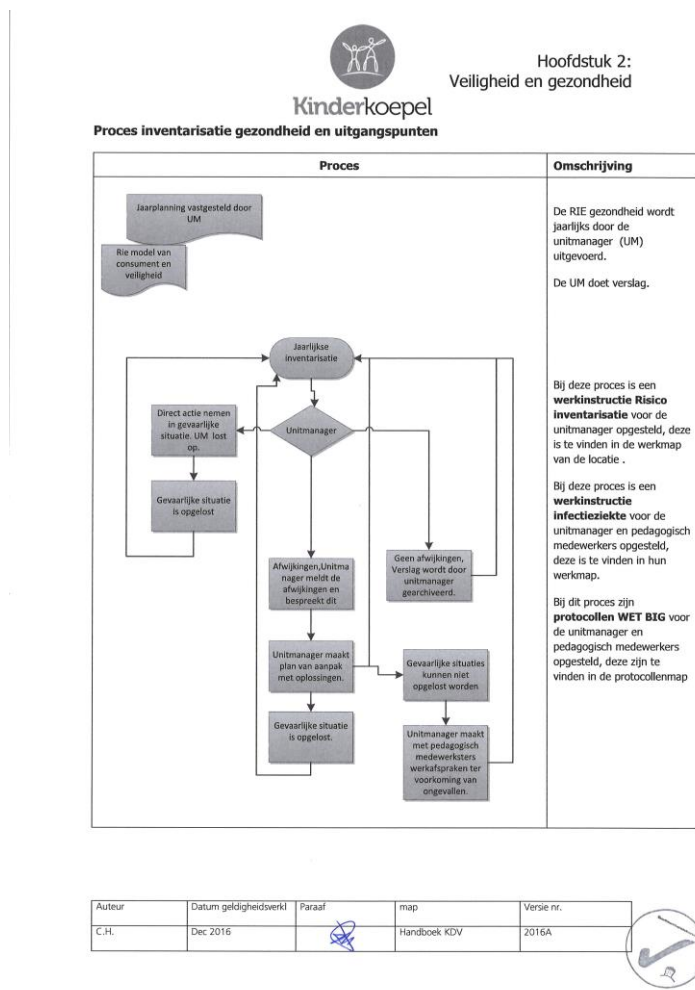 Hoofdstuk 2:
Veiligheid en gezondheid
Kinderkoepel
Proces inventarisatie gezondheid en uitgangspunten
Proces
Omschrijving
Jaarplanning vastgesteld door
UM
Rie model van
consument en
veiligheid
De RIE gezondheid wordt
jaarlijks door de
unitmanager (UM)
uitgevoerd.
De UM doet verslag.
Jaarlijkse
inventarisatie
Direct actie nemen
in gevaarlijke
situatie. UM lost
op.
Unitmanager
Gevaarlijke situatie
is opgelost
Afwijkingen,Unitma
nager meldt de
afwijkingen en
bespreekt dit
Geen afwijkingen,
Verslag wordt door
unitmanager
gearchiveerd.
Unitmanager maakt
plan van aanpak
met oplossingen.
Gevaarlijke situaties
kunnen niet
opgelost worden
Gevaarlijke situatie
is opgelost.
Unitmanager maakt
met pedagogisch
medewerksters
werkafspraken ter
voorkoming van
ongevallen.
Bij deze proces is een
werkinstructie Risico
inventarisatie voor de
unitmanager opgesteld, deze
is te vinden in de werkmap
van de locatie .
Bij deze proces is een
werkinstructie
infectieziekte voor de
unitmanager en pedagogisch
medewerkers opgesteld,
deze is te vinden in hun
werkmap.
Bij dit proces zijn
protocollen WET BIG voor
de unitmanager en
pedagogisch medewerkers
opgesteld, deze zijn te
vinden in de protocollenmap
Auteur
Datum geldigheidsverkl
Paraaf
map
Versie nr.
C.H.
Dec 2016
Handboek KDV
2016A